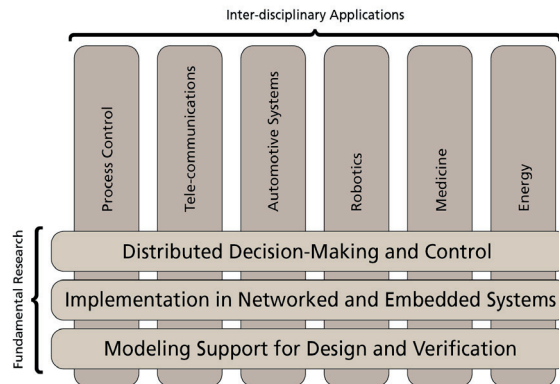 Inter-disciplinary Applications
Process Control
Tele-communications
Automotive Systems
Robotics
Medicine
Energy
Fundamental Research
Distributed Decision-Making and Control
Implementation in Networked and Embedded Systems
Modeling Support for Design and Verification